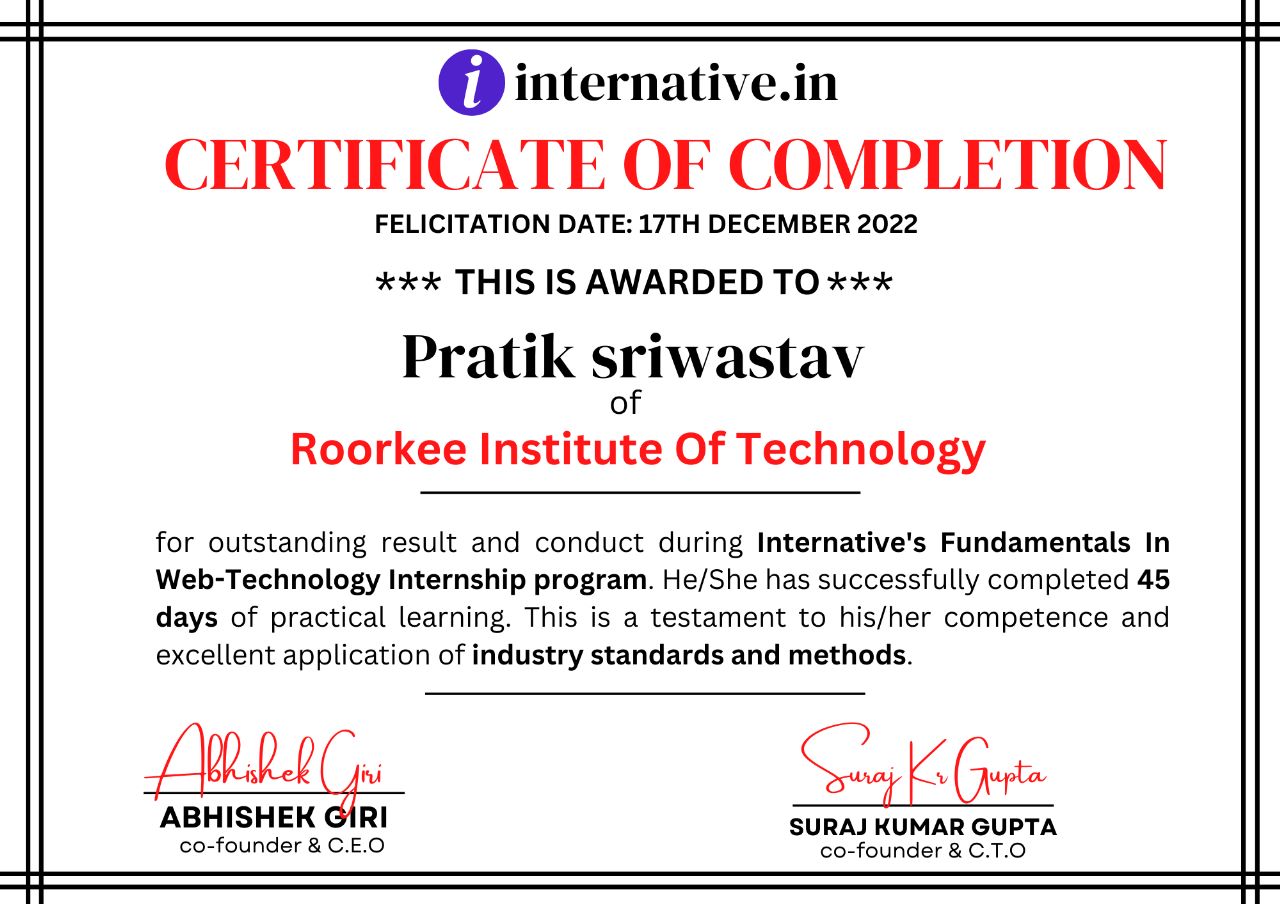 i internative.in
CERTIFICATE OF COMPLETION
FELICITATION DATE: 17TH DECEMBER 2022
*** THIS IS AWARDED TO ***
Pratik sriwastav
of
Roorkee Institute Of Technology
for outstanding result and conduct during Internative's Fundamentals In
Web-Technology Internship program. He/She has successfully completed 45
days of practical learning. This is a testament to his/her competence and
excellent application of industry standards and methods.
Abhishek Giri
ABHISHEK GIRI
co-founder & C.E.O
Suraj Kr Gupta
SURAJ KUMAR GUPTA
co-founder & C.T.O